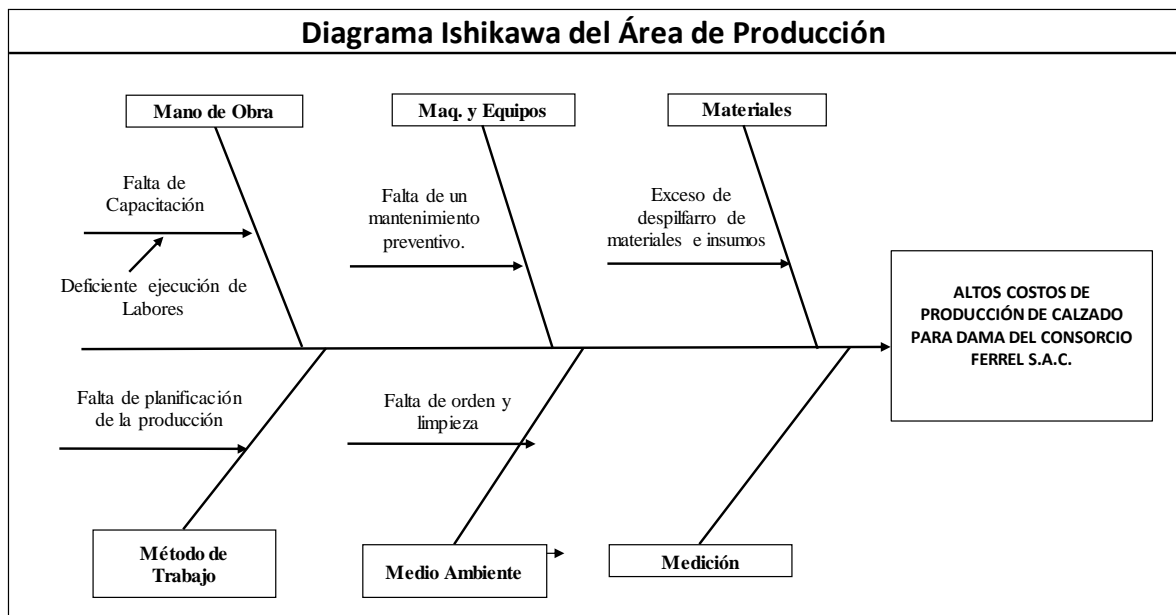 Diagrama Ishikawa del Área de Producción
Mano de Obra
Maq. y Equipos
Materiales
Falta de
Capacitación
Deficiente ejecución de
Labores
Falta de un
mantenimiento
preventivo.
Exceso de
despilfarro de
materiales e insumos
ALTOS COSTOS DE
PRODUCCIÓN DE CALZADO
PARA DAMA DEL CONSORCIO
FERREL S.A.C.
Falta de planificación
de la producción
Falta de orden y
limpieza
Método de
Trabajo
Medio Ambiente
Medición